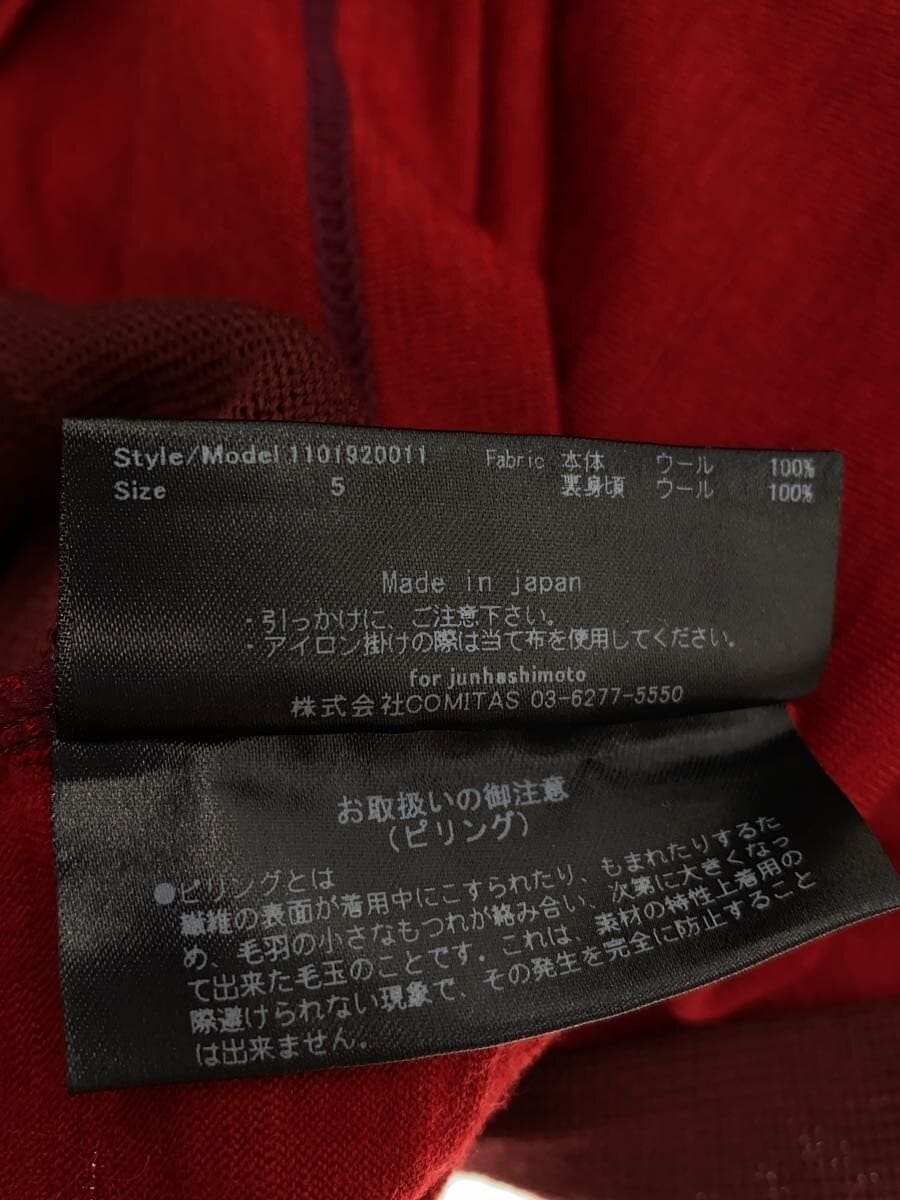 Style/Model 1101920011 Fabric 本体 ウール 100%
Size 5 裏身頃 ウール 100%
Made in japan
・引っかけに、ご注意下さい。
・アイロン掛けの際は当て布を使用してください。
for junhashimoto
株式会社COMITAS 03-6277-5550
お取扱いの御注意
(ピリング)
●ピリングとは
繊維の表面が着用中にこすられたり、もまれたりするた
め、毛羽の小さなもつれが絡み合い、次第に大きくなっ
て出来た毛玉のことです．これは、素材の特性上着用の
際避けられない現象で、その発生を完全に防止すること
は出来ません．